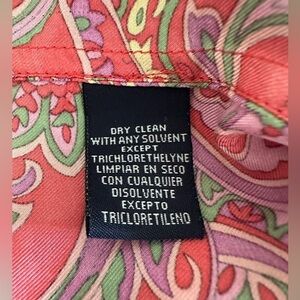 DRY CLEAN
WITH ANY SOLVENT
EXCEPT
TRICHLORETHELYNE
LIMPIAR EN SECO
CON CUALQUIER
DISOLVENTE
EXCEPTO
TRICLORETILENO